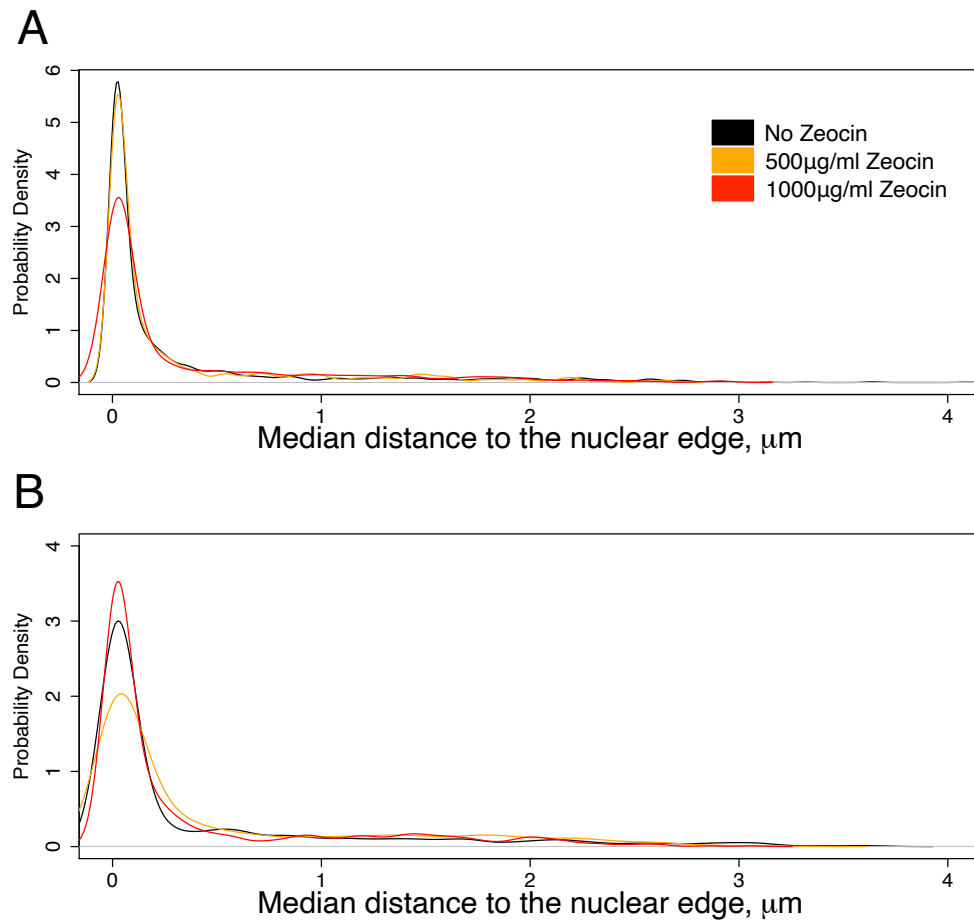 A
6
5
4
3
2
1
0
Probability Density
No Zeocin
500µg/ml Zeocin
1000µg/ml Zeocin
0 1 2 3 4
Median distance to the nuclear edge, μm
B
4
3
2
1
0
Probability Density
0 1 2 3 4
Median distance to the nuclear edge, μm